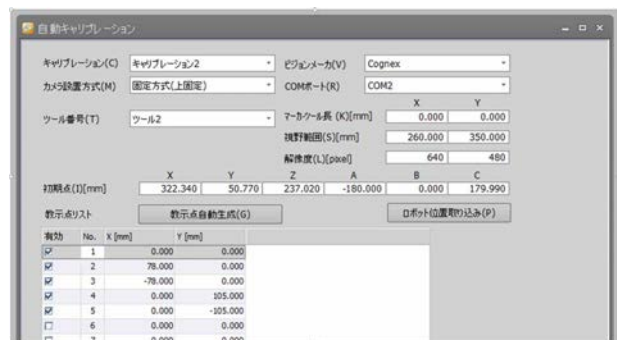 自動キャリブレーション
キャリブレーション(C) キャリブレーション2 ビジョンメーカ(V) Cognex
カメラ設置方式(M) 固定方式(上固定) COMポート(R) COM2
X Y
ツール番号(T) ツール2 マーカツール長 (K)[mm] 0.000 0.000
視野範囲(S)[mm] 260.000 350.000
解像度(L)[pixel] 640 480
X Y Z A B C
初期点(I)[mm] 322.340 50.770 237.020 -180.000 0.000 179.990
教示点リスト 教示点自動生成(G) ロボット位置取り込み(P)
有効 No. X [mm] Y [mm]
1 0.000 0.000
2 78.000 0.000
3 -78.000 0.000
4 0.000 105.000
5 0.000 -105.000
6 0.000 0.000
7 0.000 0.000